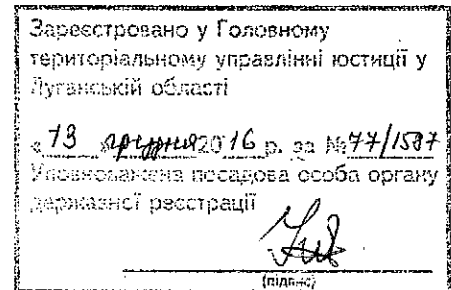 Зареєстровано у Головному
територіальному управлінні юстиції у
Луганській області
«13 грудня 2016 р. за №77/1587
Уповноважена посадова особа органу
державної реєстрації
(підпис)